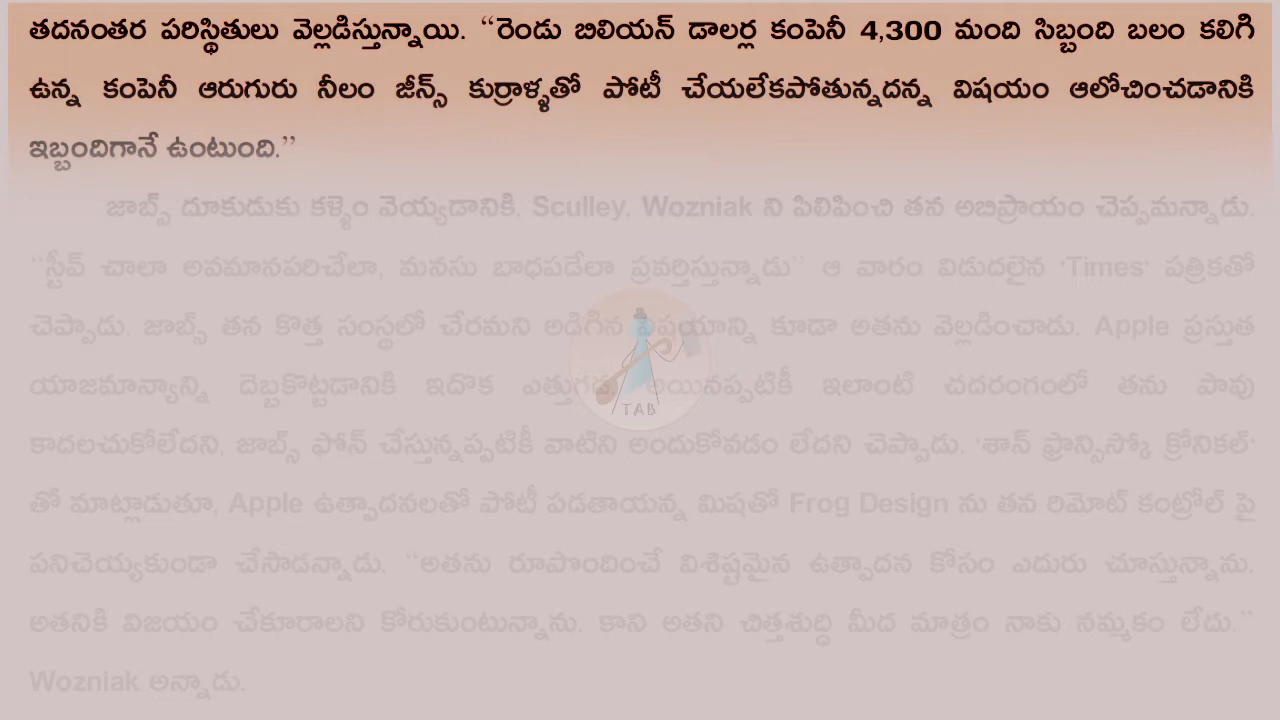 తదనంతర పరిస్థితులు వెల్లడిస్తున్నాయి. “రెండు బిలియన్ డాలర్ల కంపెనీ 4,300 మంది సిబ్బంది బలం కలిగి
ఉన్న కంపెనీ ఆరుగురు నీలం జీన్స్ కుర్రాళ్ళతో పోటీ చేయలేకపోతున్నదన్న విషయం ఆలోచించడానికి
ఇబ్బందిగానే ఉంటుంది.”
జాబ్స్ దూకుడుకు కళ్ళెం వెయ్యడానికి, Sculley, Wozniak ని పిలిపించి తన అభిప్రాయం చెప్పమన్నాడు.
“స్టీవ్ చాలా అవమానపరిచేలా, మనసు బాధపడేలా ప్రవర్తిస్తున్నాడు” ఆ వారం విడుదలైన ‘Times’ పత్రికతో
చెప్పాడు. జాబ్స్ తన కొత్త సంస్థలో చేరమని అడిగిన విషయాన్ని కూడా అతను వెల్లడించాడు. Apple ప్రస్తుత
యాజమాన్యాన్ని దెబ్బకొట్టడానికి ఇదొక ఎత్తుగడ. అయినప్పటికీ ఇలాంటి చదరంగంలో తను పావు
కాదలచుకోలేదని, జాబ్స్ ఫోన్ చేస్తున్నప్పటికీ వాటిని అందుకోవడం లేదని చెప్పాడు. ‘శాన్ ఫ్రాన్సిస్కో క్రోనికల్’
తో మాట్లాడుతూ, Apple ఉత్పాదనలతో పోటీ పడతాయన్న మిషతో Frog Design ను తన రిమోట్ కంట్రోల్ పై
పనిచెయ్యకుండా చేసాడన్నాడు. “అతను రూపొందించే విశిష్టమైన ఉత్పాదన కోసం ఎదురు చూస్తున్నాను.
అతనికి విజయం చేకూరాలని కోరుకుంటున్నాను. కాని అతని చిత్తశుద్ధి మీద మాత్రం నాకు నమ్మకం లేదు.”
Wozniak అన్నాడు.
TAB